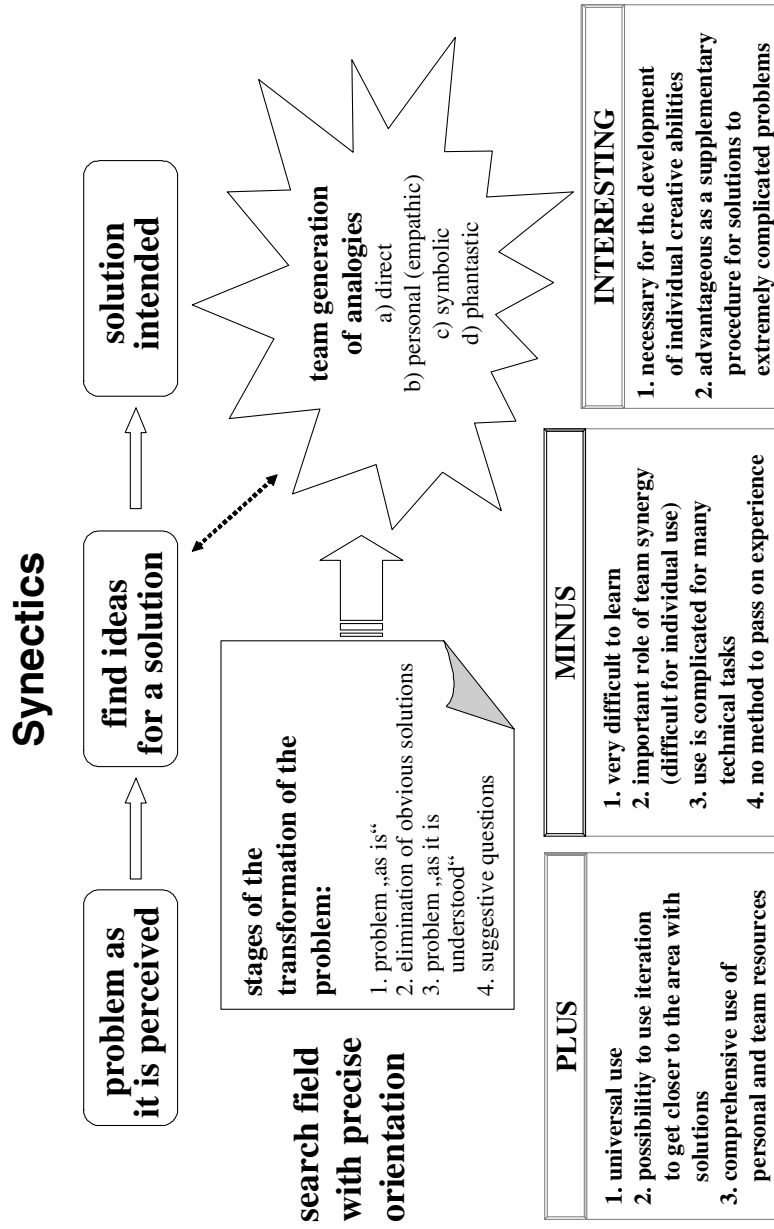 Synectics
problem as
it is perceived
find ideas
for a solution
solution
intended
search field
with precise
orientation
stages of the
transformation of the
problem:
1. problem „as is“
2. elimination of obvious solutions
3. problem „as it is
understood“
4. suggestive questions
team generation
of analogies
a) direct
b) personal (empathic)
c) symbolic
d) phantastic
PLUS
1. universal use
2. possibilitiy to use iteration
to get closer to the area with
solutions
3. comprehensive use of
personal and team resources
MINUS
1. very difficult to learn
2. important role of team synergy
(difficult for individual use)
3. use is complicated for many
technical tasks
4. no method to pass on experience
INTERESTING
1. necessary for the development
of individual creative abilities
2. advantageous as a supplementary
procedure for solutions to
extremely complicated problems